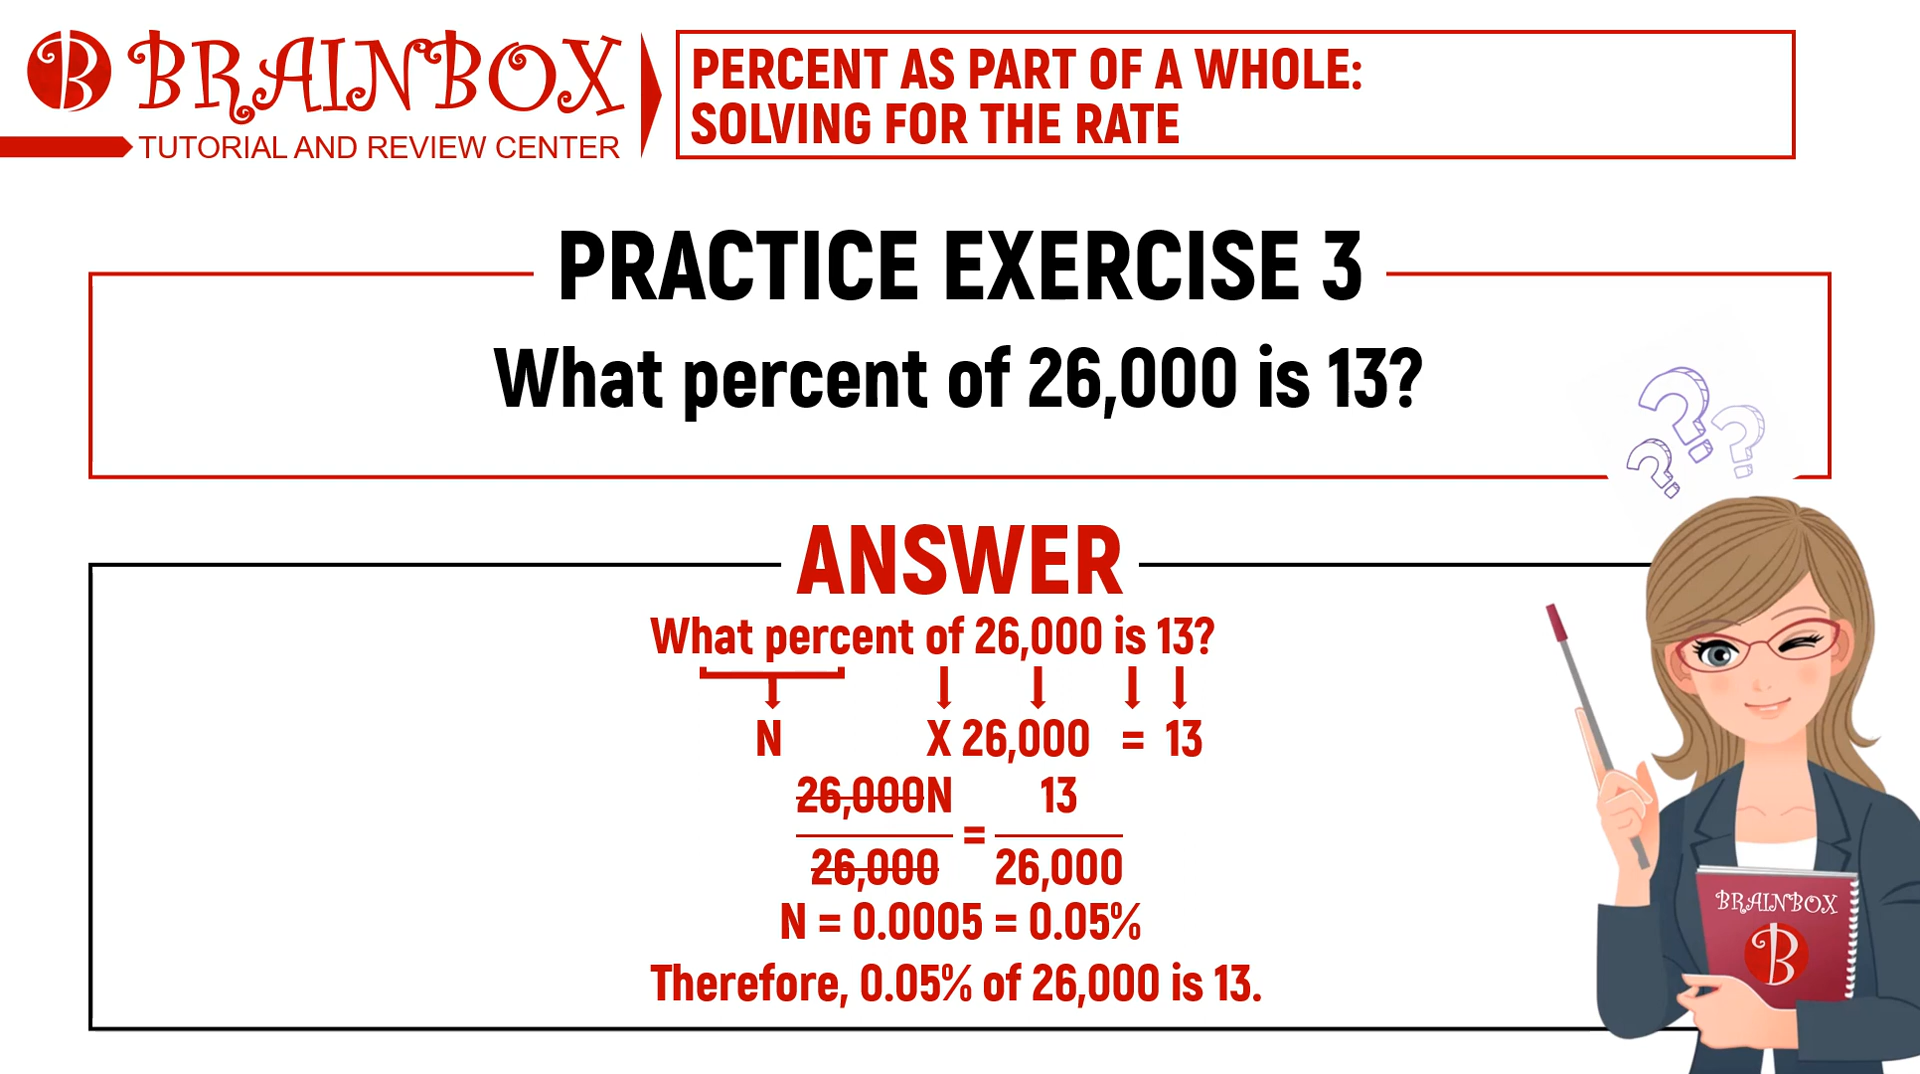 B BRAINBOX
TUTORIAL AND REVIEW CENTER
PERCENT AS PART OF A WHOLE:
SOLVING FOR THE RATE
PRACTICE EXERCISE 3
What percent of 26,000 is 13?
ANSWER
What percent of 26,000 is 13?
N X 26,000 = 13
26,000N 13
=
26,000 26,000
N = 0.0005 = 0.05%
Therefore, 0.05% of 26,000 is 13.
BRAINBOX
B